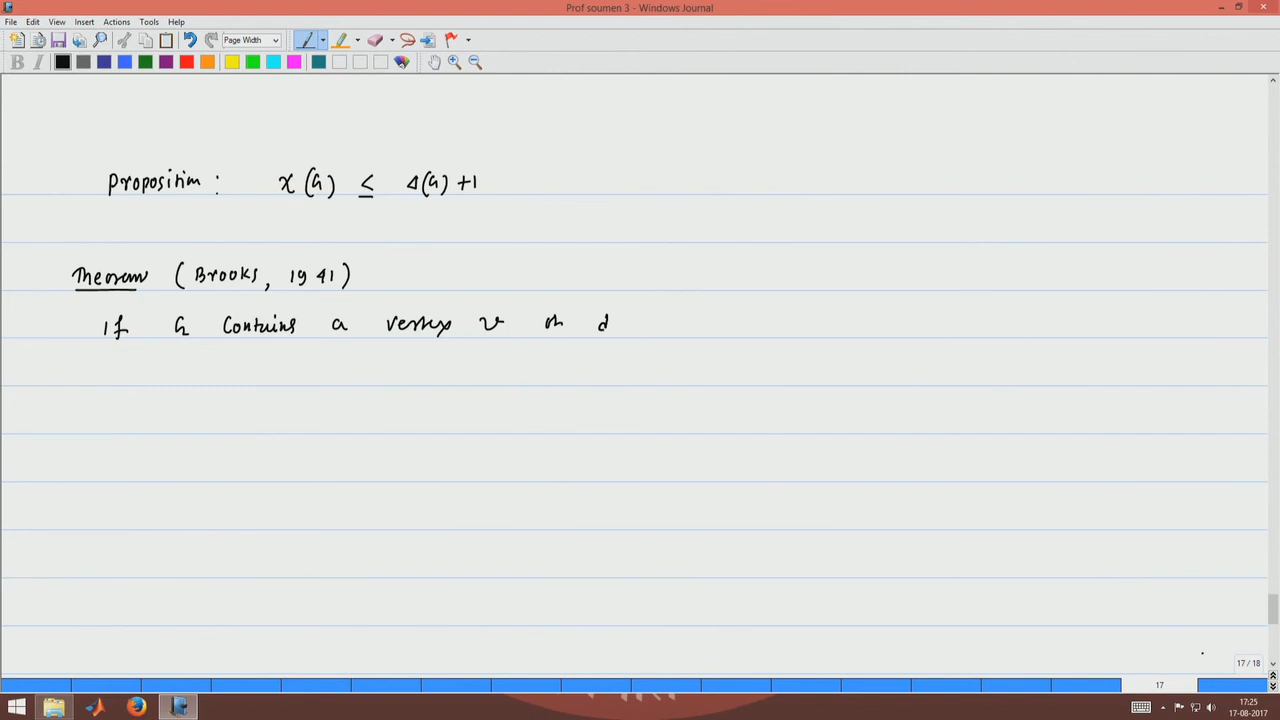 Prof soumen 3 - Windows Journal
File Edit View Insert Actions Tools Help
Page Width
Proposition : χ(G) ≤ Δ(G) +1
Theorem (Brooks, 1941)
If G Contains a vertex v of d
17 / 18
17
17:25
17-08-2017